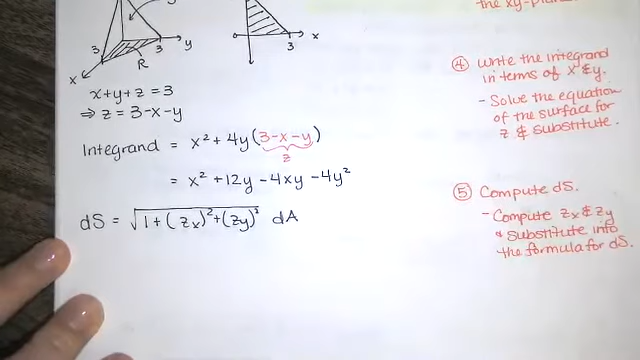 the xy-plane
3
3
y
x
R
3
x
x+y+z=3
⇒ z = 3-x-y
Integrand = x² + 4y(3-x-y)
z
= x² + 12y - 4xy - 4y²
dS = √1+(zx)²+(zy)² dA
④ Write the integrand
in terms of x & y.
- Solve the equation
of the surface for
z & substitute.
⑤ Compute dS.
- Compute zx & zy
& substitute into
the formula for dS.